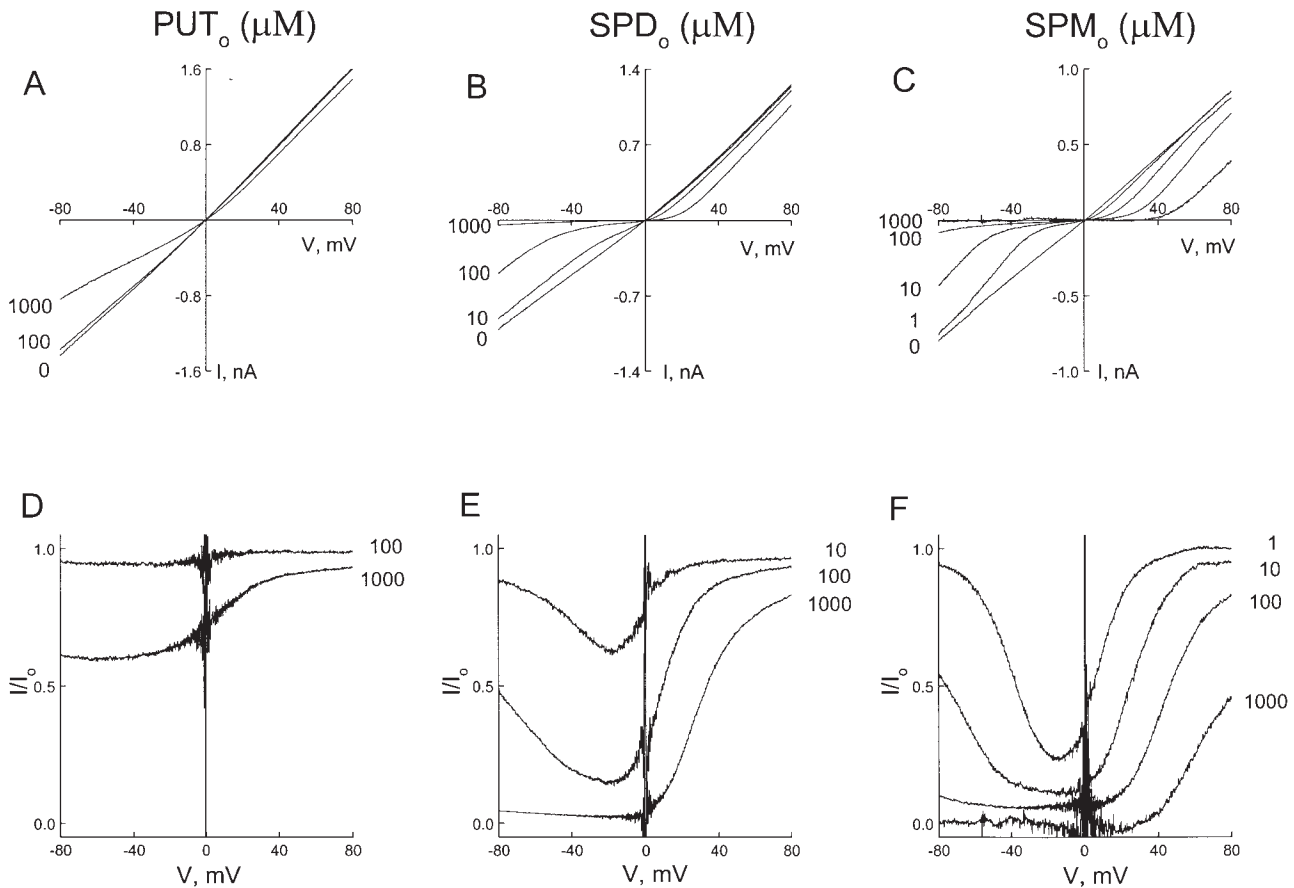 PUTo (μM) SPDo (μM) SPMo (μM)
A B C
1.6 1.4 1.0
0.8 0.7 0.5
-80 -40 40 80 -80 -40 40 80 -80 -40 40 80
V, mV V, mV V, mV
1000 100 0
-0.8
-1.6 I, nA
1000 100 10 0
-0.7
-1.4 I, nA
1000 100 10 1 0
-0.5
-1.0 I, nA
D E F
1.0 1.0 1.0
0.5 0.5 0.5
0.0 0.0 0.0
I/Io I/Io I/Io
100
1000
10
100
1000
1
10
100
1000
-80 -40 0 40 80 -80 -40 0 40 80 -80 -40 0 40 80
V, mV V, mV V, mV